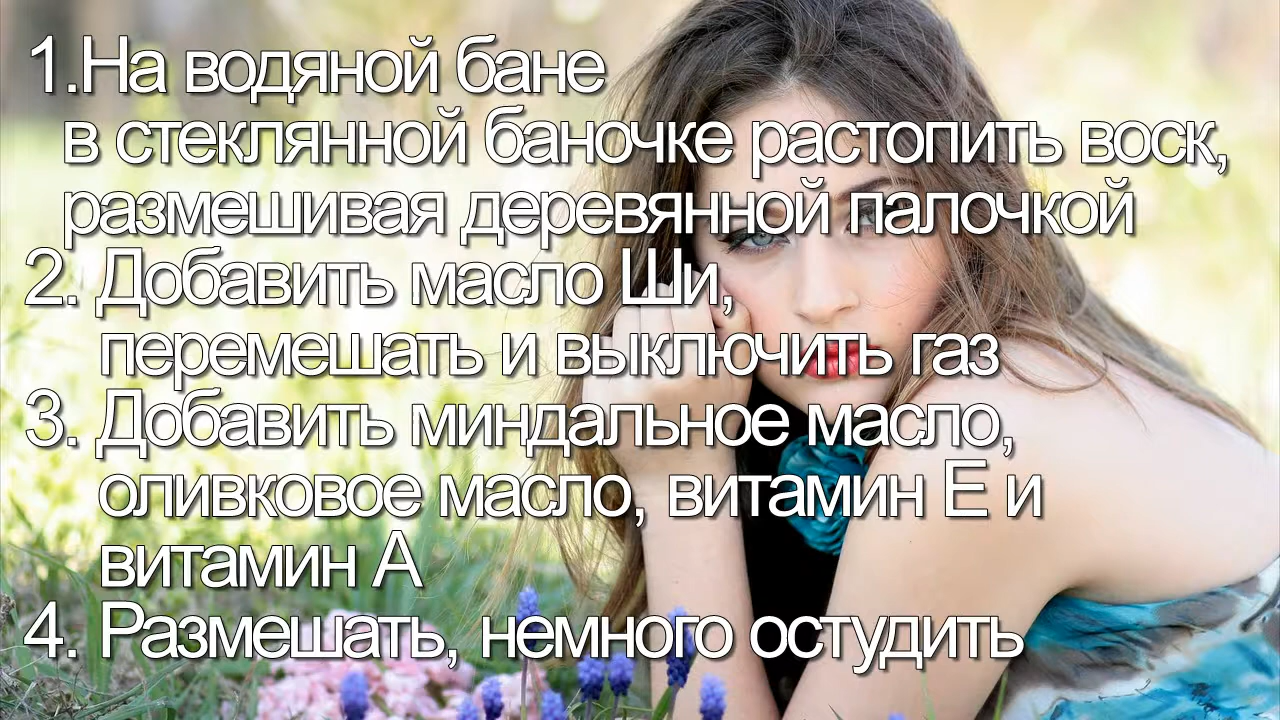 1.На водяной бане
в стеклянной баночке растопить воск,
размешивая деревянной палочкой
2. Добавить масло Ши,
перемешать и выключить газ
3. Добавить миндальное масло,
оливковое масло, витамин Е и
витамин А
4. Размешать, немного остудить